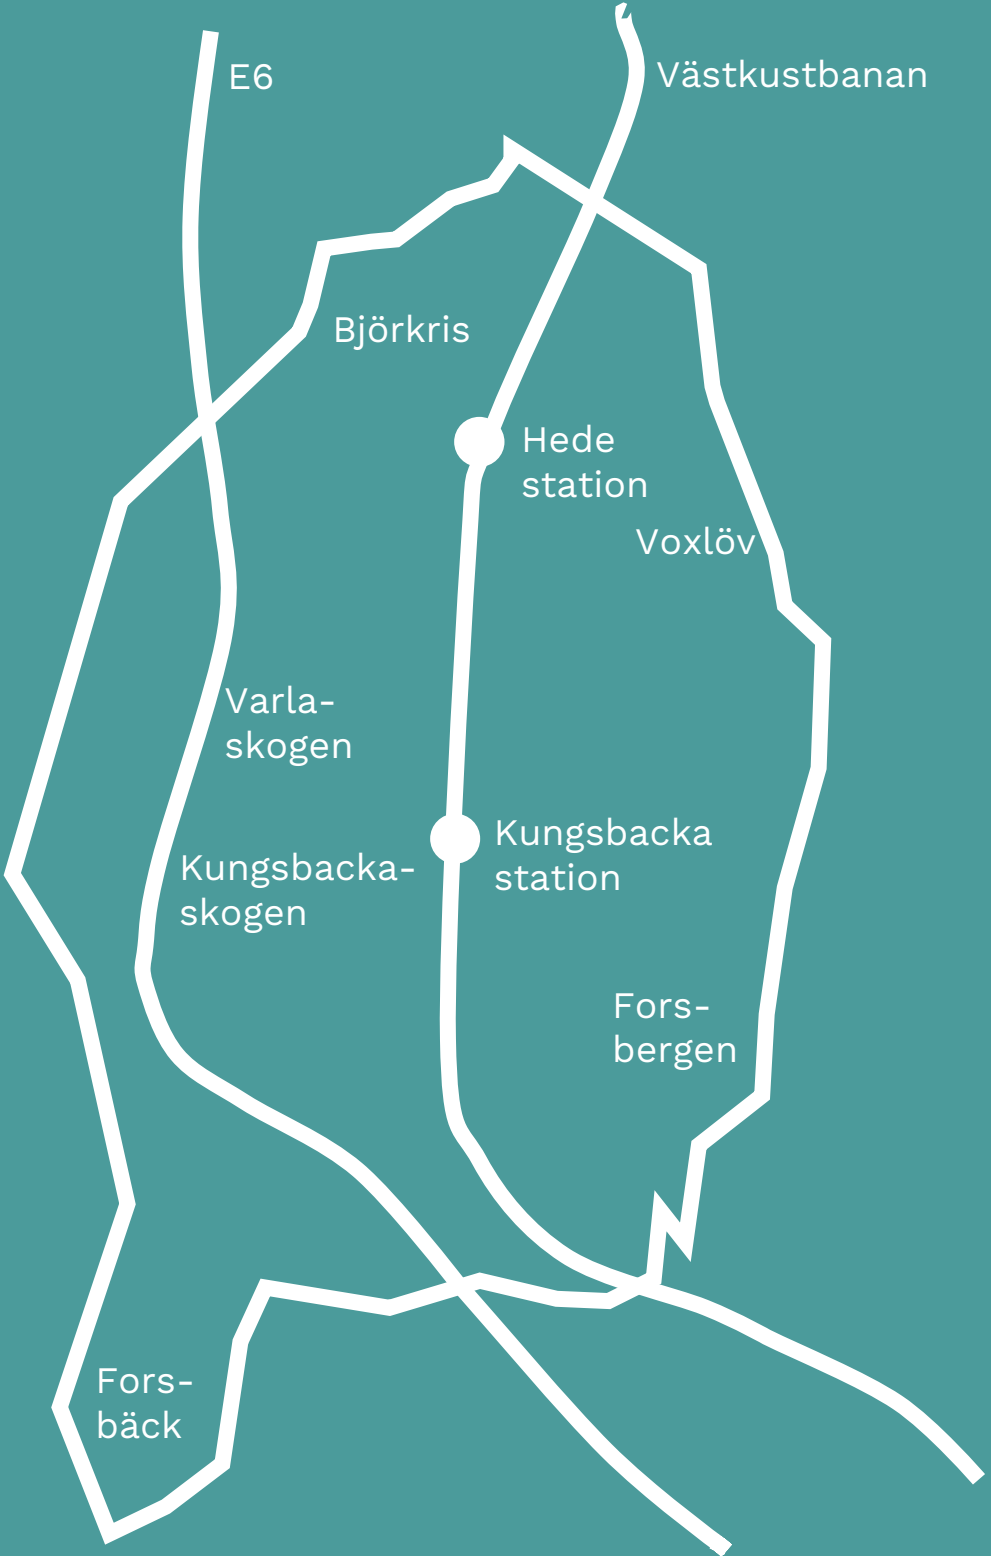 E6
Västkustbanan
Björkris
Hede
station
Voxlöv
Varla-
skogen
Kungsbacka
station
Kungsbacka-
skogen
Fors-
bergen
Fors-
bäck